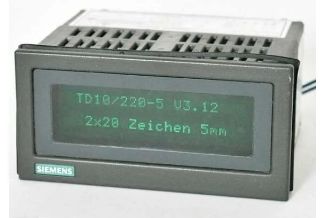 TD10/220-5 V3.12
2x20 Zeichen 5mm
SIEMENS